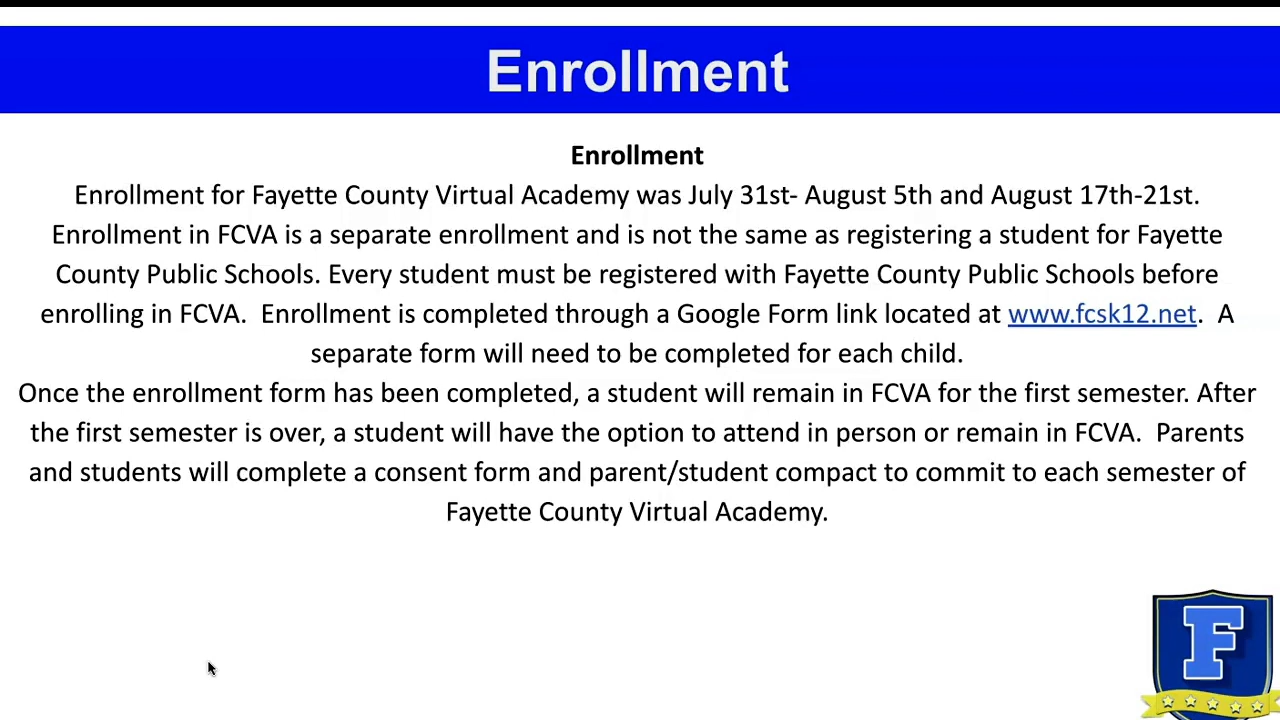 Enrollment
Enrollment
Enrollment for Fayette County Virtual Academy was July 31st- August 5th and August 17th-21st.
Enrollment in FCVA is a separate enrollment and is not the same as registering a student for Fayette
County Public Schools. Every student must be registered with Fayette County Public Schools before
enrolling in FCVA.  Enrollment is completed through a Google Form link located at www.fcsk12.net.  A
separate form will need to be completed for each child.
Once the enrollment form has been completed, a student will remain in FCVA for the first semester. After
the first semester is over, a student will have the option to attend in person or remain in FCVA.  Parents
and students will complete a consent form and parent/student compact to commit to each semester of
Fayette County Virtual Academy.
F